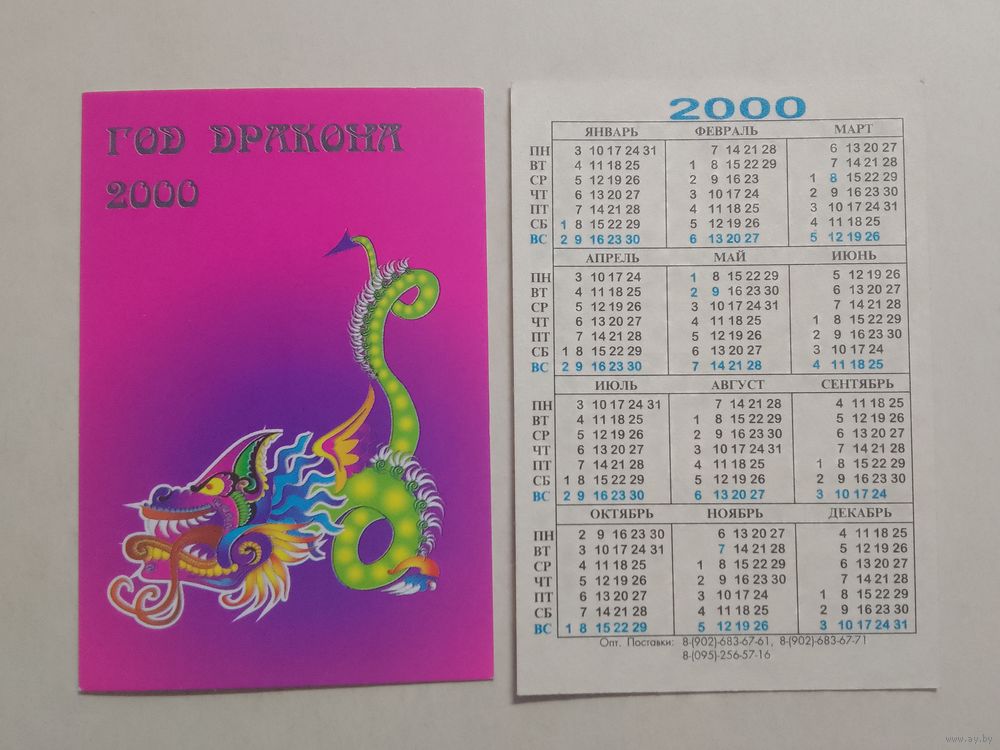 ГОД ДРАКОНА
2000
2000
ЯНВАРЬ ФЕВРАЛЬ МАРТ
ПН 3 10 17 24 31 7 14 21 28 6 13 20 27
ВТ 4 11 18 25 1 8 15 22 29 7 14 21 28
СР 5 12 19 26 2 9 16 23 1 8 15 22 29
ЧТ 6 13 20 27 3 10 17 24 2 9 16 23 30
ПТ 7 14 21 28 4 11 18 25 3 10 17 24 31
СБ 1 8 15 22 29 5 12 19 26 4 11 18 25
ВС 2 9 16 23 30 6 13 20 27 5 12 19 26
АПРЕЛЬ МАЙ ИЮНЬ
ПН 3 10 17 24 1 8 15 22 29 5 12 19 26
ВТ 4 11 18 25 2 9 16 23 30 6 13 20 27
СР 5 12 19 26 3 10 17 24 31 7 14 21 28
ЧТ 6 13 20 27 4 11 18 25 1 8 15 22 29
ПТ 7 14 21 28 5 12 19 26 2 9 16 23 30
СБ 1 8 15 22 29 6 13 20 27 3 10 17 24
ВС 2 9 16 23 30 7 14 21 28 4 11 18 25
ИЮЛЬ АВГУСТ СЕНТЯБРЬ
ПН 3 10 17 24 31 7 14 21 28 4 11 18 25
ВТ 4 11 18 25 1 8 15 22 29 5 12 19 26
СР 5 12 19 26 2 9 16 23 30 6 13 20 27
ЧТ 6 13 20 27 3 10 17 24 31 7 14 21 28
ПТ 7 14 21 28 4 11 18 25 1 8 15 22 29
СБ 1 8 15 22 29 5 12 19 26 2 9 16 23 30
ВС 2 9 16 23 30 6 13 20 27 3 10 17 24
ОКТЯБРЬ НОЯБРЬ ДЕКАБРЬ
ПН 2 9 16 23 30 6 13 20 27 4 11 18 25
ВТ 3 10 17 24 31 7 14 21 28 5 12 19 26
СР 4 11 18 25 1 8 15 22 29 6 13 20 27
ЧТ 5 12 19 26 2 9 16 23 30 7 14 21 28
ПТ 6 13 20 27 3 10 17 24 1 8 15 22 29
СБ 7 14 21 28 4 11 18 25 2 9 16 23 30
ВС 1 8 15 22 29 5 12 19 26 3 10 17 24 31
Опт. Поставки: 8-(902)-683-67-61, 8-(902)-683-67-71
8-(095)-256-57-16
www.ay.by